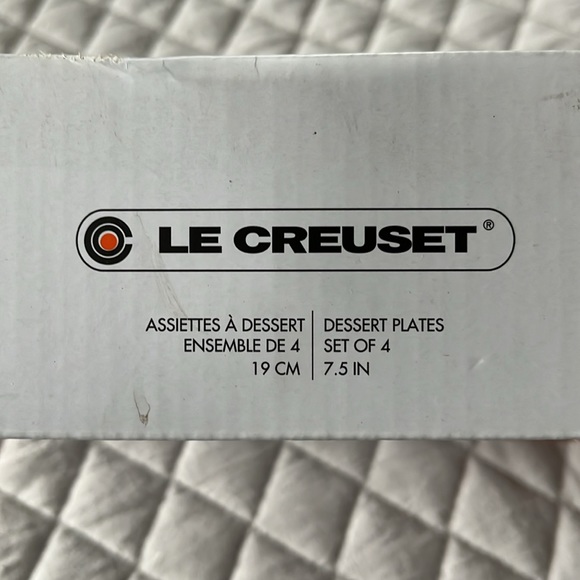 LE CREUSET®
ASSIETTES À DESSERT
ENSEMBLE DE 4
19 CM
DESSERT PLATES
SET OF 4
7.5 IN